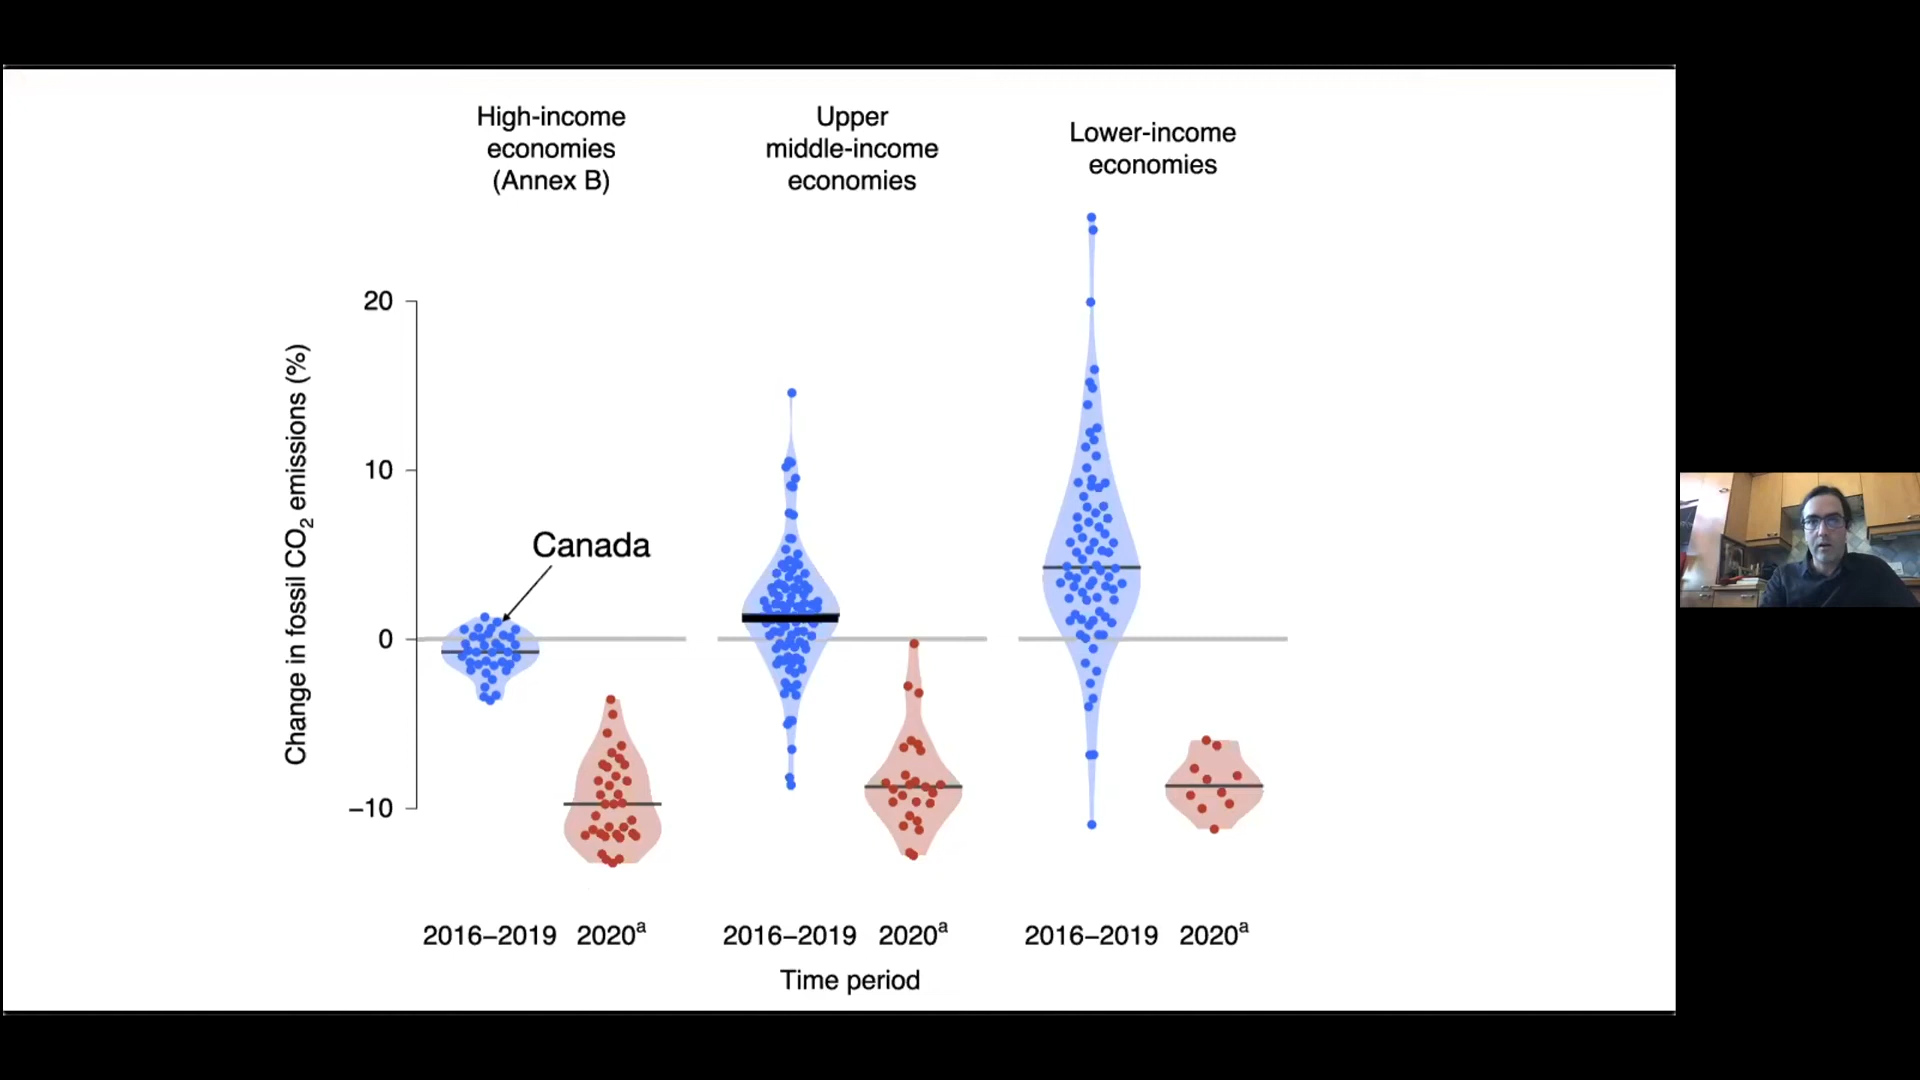 High-income
economies
(Annex B)
Upper
middle-income
economies
Lower-income
economies
Change in fossil CO₂ emissions (%)
20
10
0
−10
Canada
2016–2019
2020ᵃ
2016–2019
2020ᵃ
2016–2019
2020ᵃ
Time period